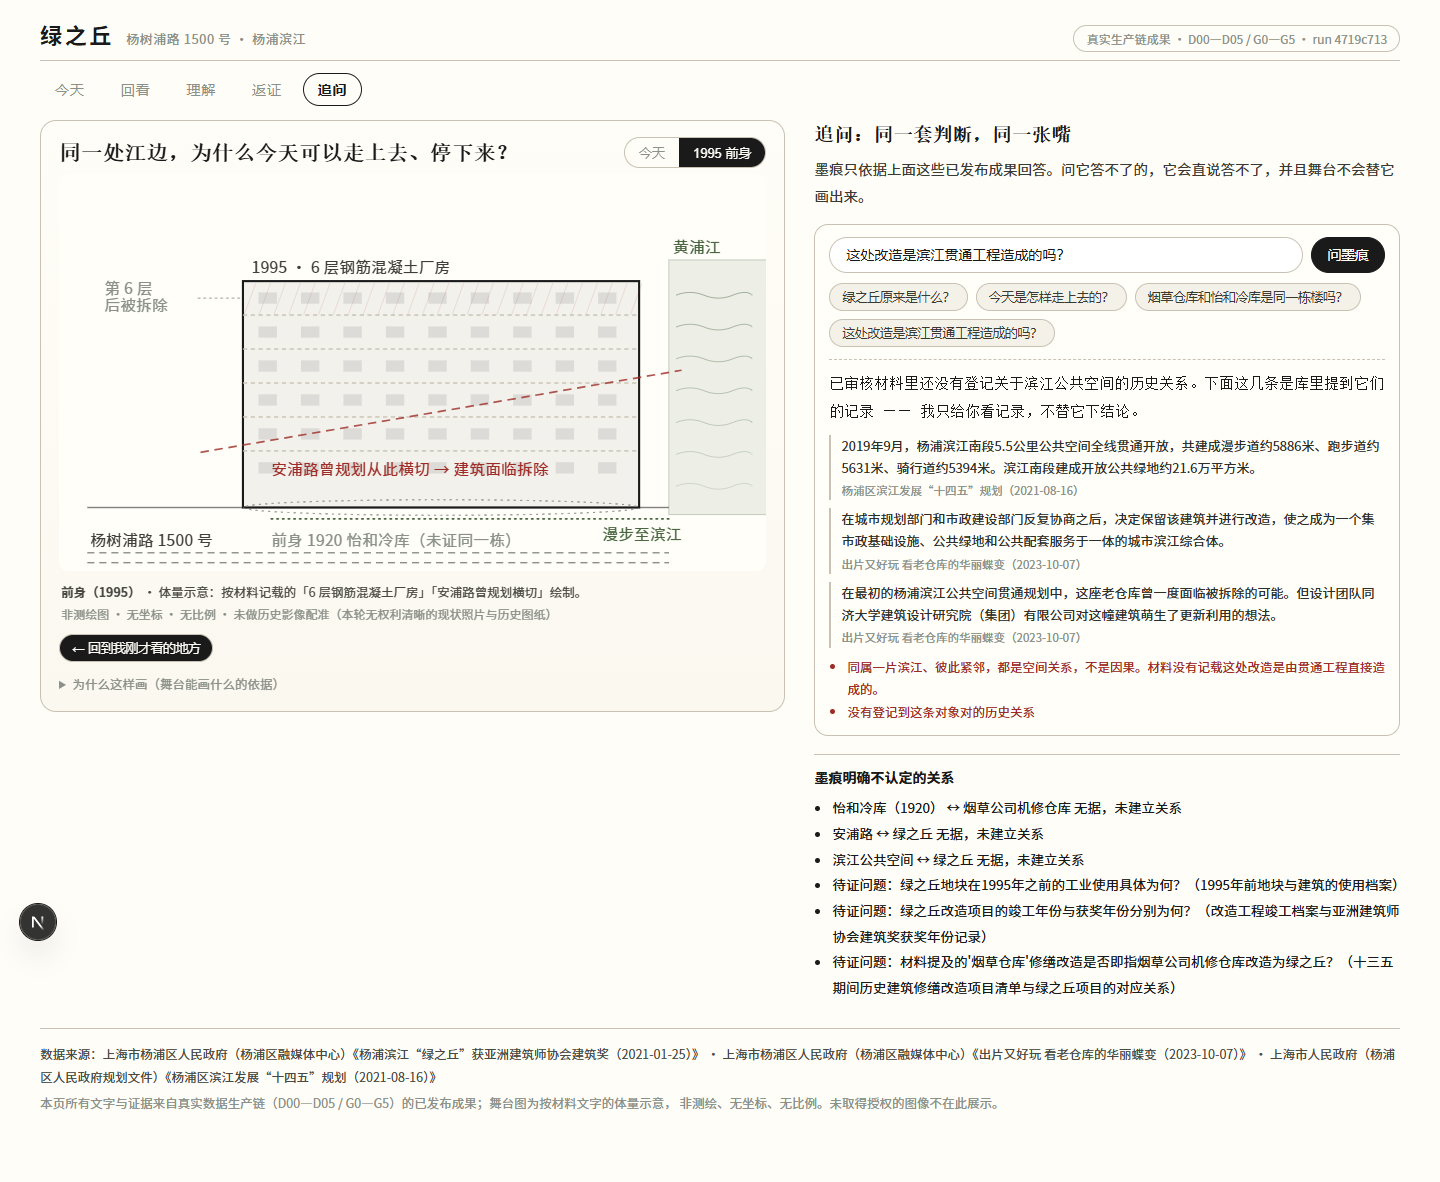 绿之丘
杨树浦路 1500 号 · 杨浦滨江
真实生产链成果 · D00—D05 / G0—G5 · run 4719c713
今天
回看
理解
返证
追问
同一处江边，为什么今天可以走上去、停下来？
今天
1995 前身
黄浦江
1995 · 6 层钢筋混凝土厂房
第 6 层
后被拆除
安浦路曾规划从此横切 → 建筑面临拆除
漫步至滨江
杨树浦路 1500 号
前身 1920 怡和冷库（未证同一栋）
前身（1995） · 体量示意：按材料记载的「6 层钢筋混凝土厂房」「安浦路曾规划横切」绘制。
非测绘图 · 无坐标 · 无比例 · 未做历史影像配准（本轮无权利清晰的现状照片与历史图纸）
← 回到我刚才看的地方
▶ 为什么这样画（舞台能画什么的依据）
追问：同一套判断，同一张嘴
墨痕只依据上面这些已发布成果回答。问它答不了的，它会直说答不了，并且舞台不会替它
画出来。
这处改造是滨江贯通工程造成的吗？
问墨痕
绿之丘原来是什么？
今天是怎样走上去的？
烟草仓库和怡和冷库是同一栋楼吗？
这处改造是滨江贯通工程造成的吗？
已审核材料里还没有登记关于滨江公共空间的历史关系。下面这几条是库里提到它们
的记录 —— 我只给你看记录，不替它下结论。
2019年9月，杨浦滨江南段5.5公里公共空间全线贯通开放，共建成漫步道约5886米、跑步道约
5631米、骑行道约5394米。滨江南段建成开放公共绿地约21.6万平方米。
杨浦区滨江发展“十四五”规划（2021-08-16）
在城市规划部门和市政建设部门反复协商之后，决定保留该建筑并进行改造，使之成为一个集
市政基础设施、公共绿地和公共配套服务于一体的城市滨江综合体。
出片又好玩 看老仓库的华丽蝶变（2023-10-07）
在最初的杨浦滨江公共空间贯通规划中，这座老仓库曾一度面临被拆除的可能。但设计团队同
济大学建筑设计研究院（集团）有限公司对这幢建筑萌生了更新利用的想法。
出片又好玩 看老仓库的华丽蝶变（2023-10-07）
• 同属一片滨江、彼此紧邻，都是空间关系，不是因果。材料没有记载这处改造是由贯通工程直接造
成的。
• 没有登记到这条对象对的历史关系
墨痕明确不认定的关系
• 怡和冷库（1920） ↔ 烟草公司机修仓库 无据，未建立关系
• 安浦路 ↔ 绿之丘 无据，未建立关系
• 滨江公共空间 ↔ 绿之丘 无据，未建立关系
• 待证问题：绿之丘地块在1995年之前的工业使用具体为何？（1995年前地块与建筑的使用档案）
• 待证问题：绿之丘改造项目的竣工年份与获奖年份分别为何？（改造工程竣工档案与亚洲建筑师
协会建筑奖获奖年份记录）
• 待证问题：材料提及的'烟草仓库'修缮改造是否即指烟草公司机修仓库改造为绿之丘？（十三五
期间历史建筑修缮改造项目清单与绿之丘项目的对应关系）
N
数据来源：上海市杨浦区人民政府（杨浦区融媒体中心）《杨浦滨江“绿之丘”获亚洲建筑师协会建筑奖（2021-01-25）》 · 上海市杨浦区人民政府（杨浦区融媒体中心）《出片又好玩 看老仓库的华丽蝶变（2023-10-07）》 · 上海市人民政府（杨浦
区人民政府规划文件）《杨浦区滨江发展“十四五”规划（2021-08-16）》
本页所有文字与证据来自真实数据生产链（D00—D05 / G0—G5）的已发布成果；舞台图为按材料文字的体量示意， 非测绘、无坐标、无比例。未取得授权的图像不在此展示。